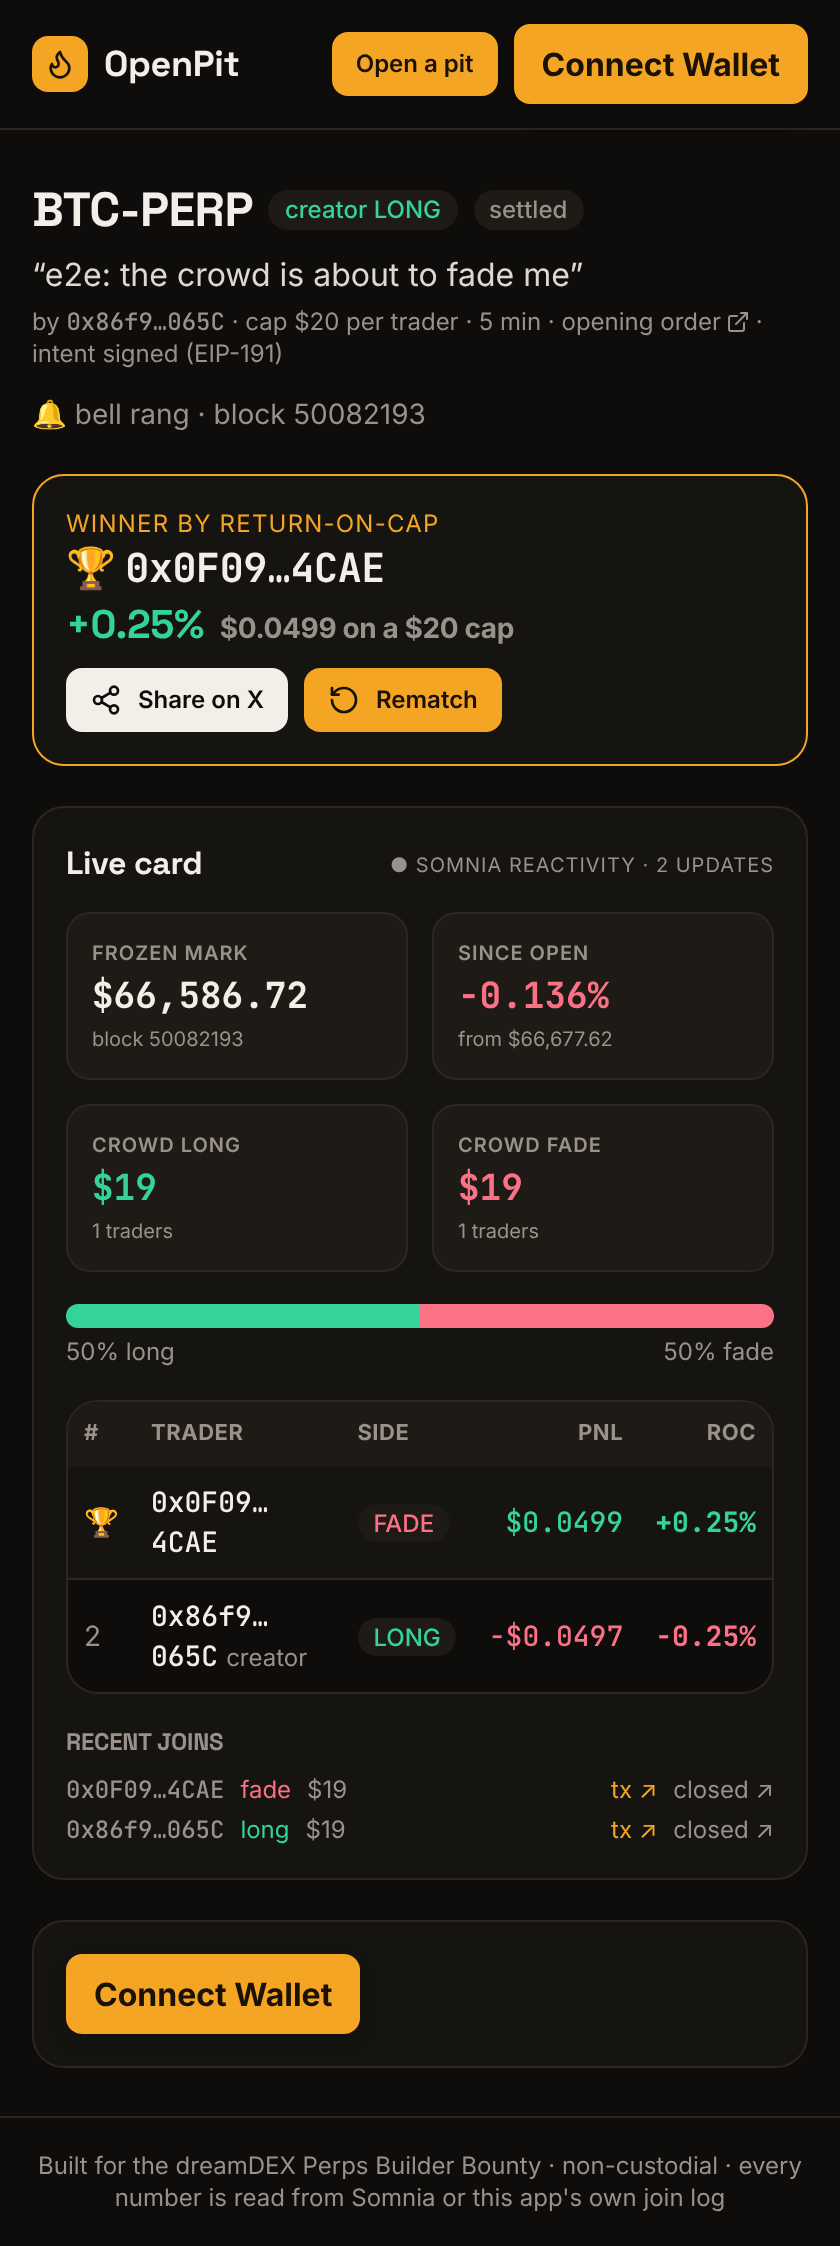 OpenPit
Open a pit
Connect Wallet
BTC-PERP creator LONG settled
“e2e: the crowd is about to fade me”
by 0x86f9…065C · cap $20 per trader · 5 min · opening order ·
intent signed (EIP-191)
🔔 bell rang · block 50082193
WINNER BY RETURN-ON-CAP
🏆 0x0F09…4CAE
+0.25% $0.0499 on a $20 cap
Share on X
Rematch
Live card
SOMNIA REACTIVITY · 2 UPDATES
FROZEN MARK
$66,586.72
block 50082193
SINCE OPEN
-0.136%
from $66,677.62
CROWD LONG
$19
1 traders
CROWD FADE
$19
1 traders
50% long 50% fade
# TRADER SIDE PNL ROC
🏆 0x0F09…
4CAE FADE $0.0499 +0.25%
2 0x86f9…
065C creator LONG -$0.0497 -0.25%
RECENT JOINS
0x0F09…4CAE fade $19 tx ↗ closed ↗
0x86f9…065C long $19 tx ↗ closed ↗
Connect Wallet
Built for the dreamDEX Perps Builder Bounty · non-custodial · every
number is read from Somnia or this app's own join log